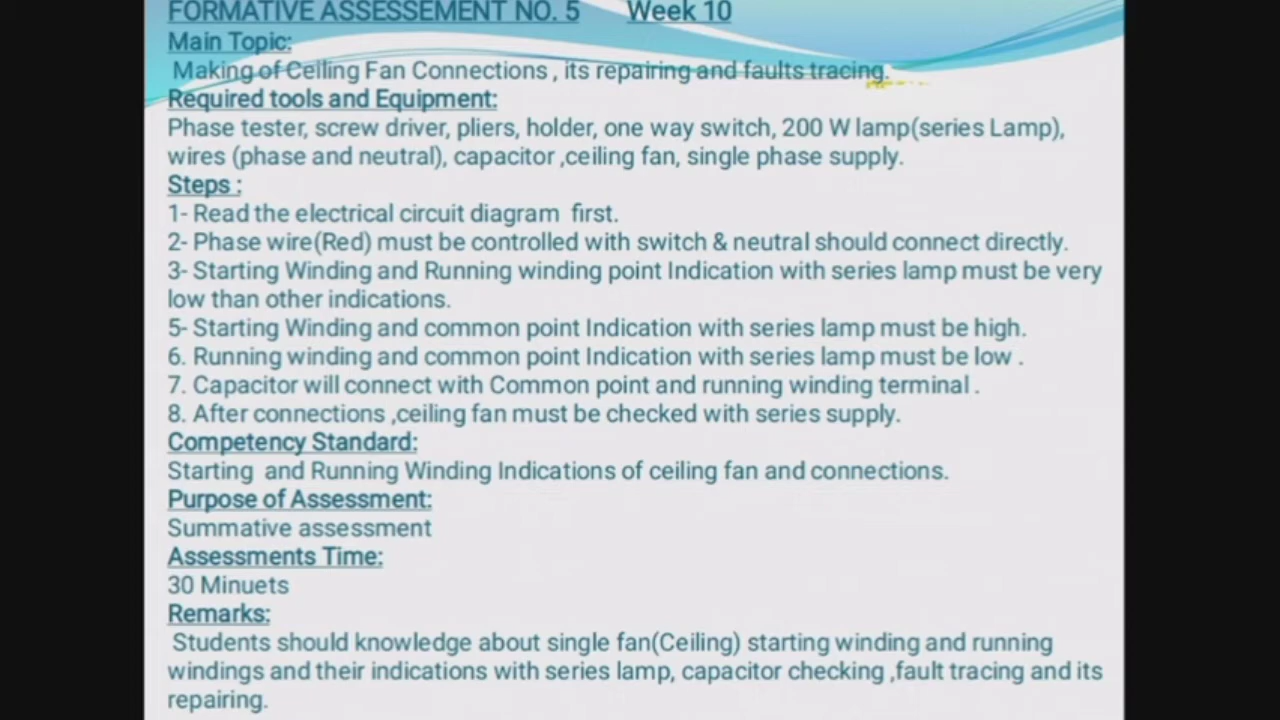 FORMATIVE ASSESSEMENT NO. 5 Week 10
Main Topic:
Making of Ceiling Fan Connections , its repairing and faults tracing.
Required tools and Equipment:
Phase tester, screw driver, pliers, holder, one way switch, 200 W lamp(series Lamp),
wires (phase and neutral), capacitor ,ceiling fan, single phase supply.
Steps :
1- Read the electrical circuit diagram first.
2- Phase wire(Red) must be controlled with switch & neutral should connect directly.
3- Starting Winding and Running winding point Indication with series lamp must be very
low than other indications.
5- Starting Winding and common point Indication with series lamp must be high.
6. Running winding and common point Indication with series lamp must be low .
7. Capacitor will connect with Common point and running winding terminal .
8. After connections ,ceiling fan must be checked with series supply.
Competency Standard:
Starting and Running Winding Indications of ceiling fan and connections.
Purpose of Assessment:
Summative assessment
Assessments Time:
30 Minuets
Remarks:
Students should knowledge about single fan(Ceiling) starting winding and running
windings and their indications with series lamp, capacitor checking ,fault tracing and its
repairing.